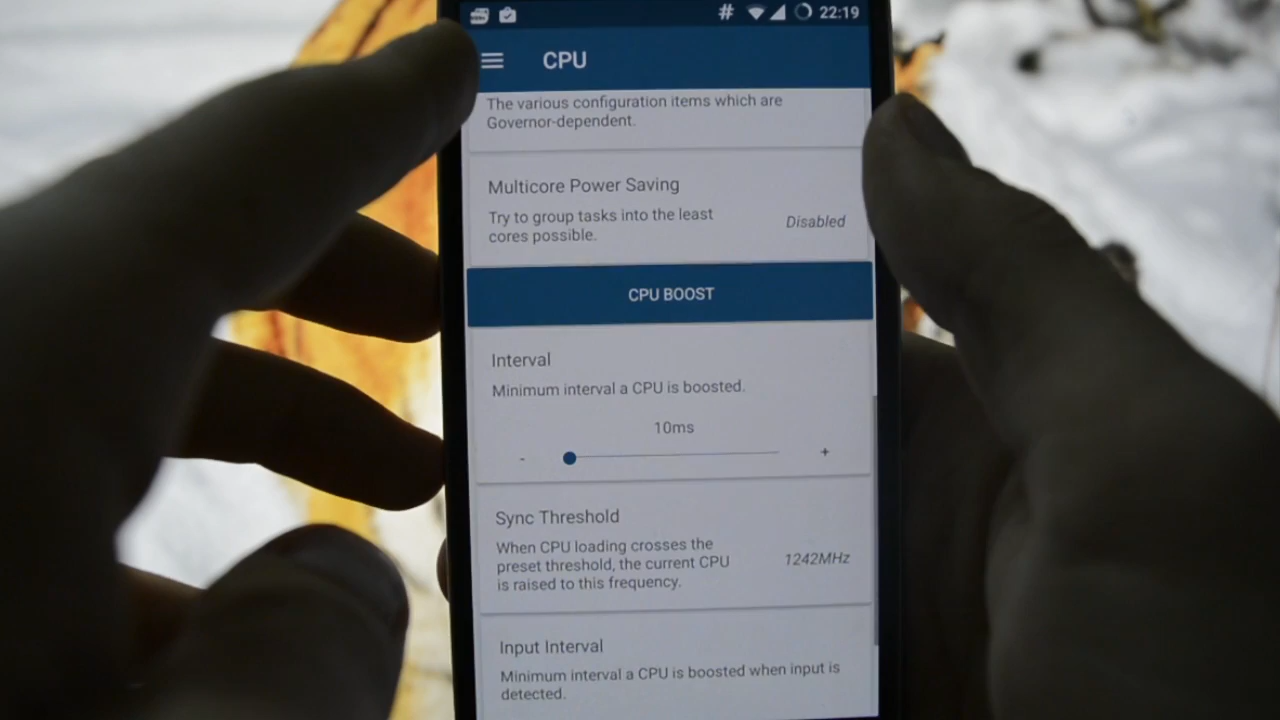 # 22:19
CPU
The various configuration items which are
Governor-dependent.
Multicore Power Saving
Try to group tasks into the least
cores possible.
Disabled
CPU BOOST
Interval
Minimum interval a CPU is boosted.
10ms
- +
Sync Threshold
When CPU loading crosses the
preset threshold, the current CPU
is raised to this frequency.
1242MHz
Input Interval
Minimum interval a CPU is boosted when input is
detected.